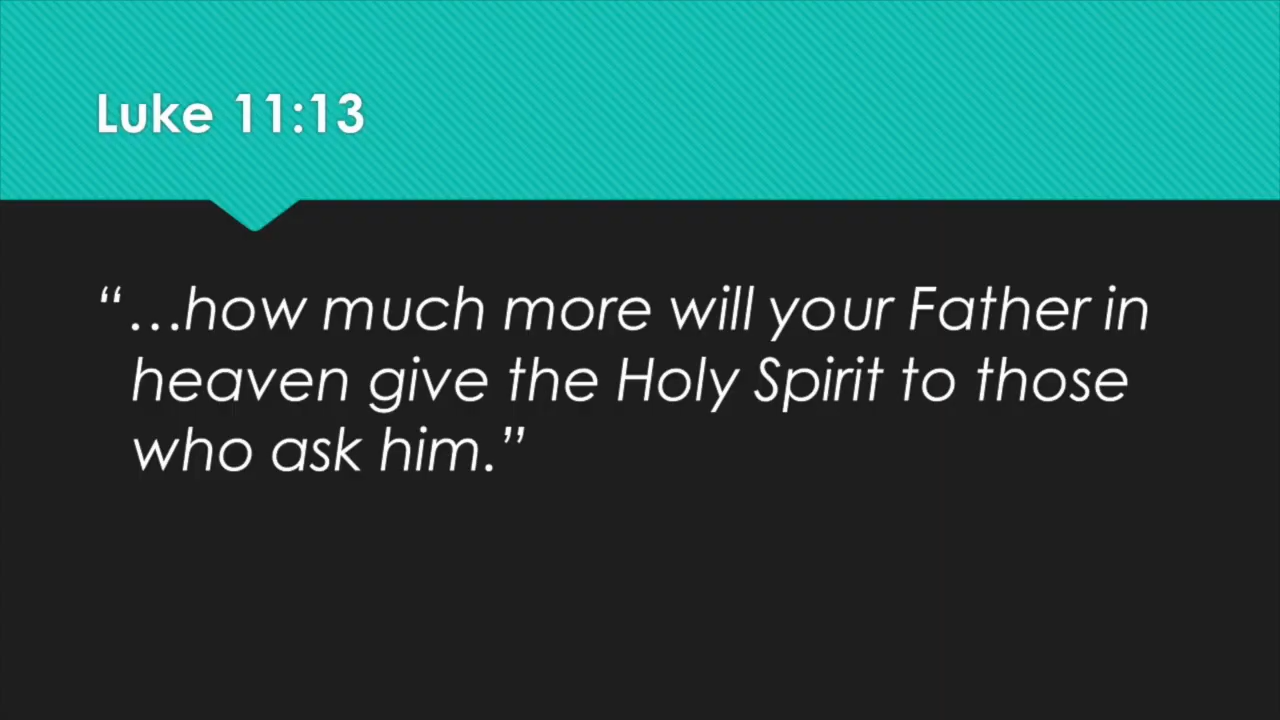 Luke 11:13
“…how much more will your Father in
heaven give the Holy Spirit to those
who ask him.”